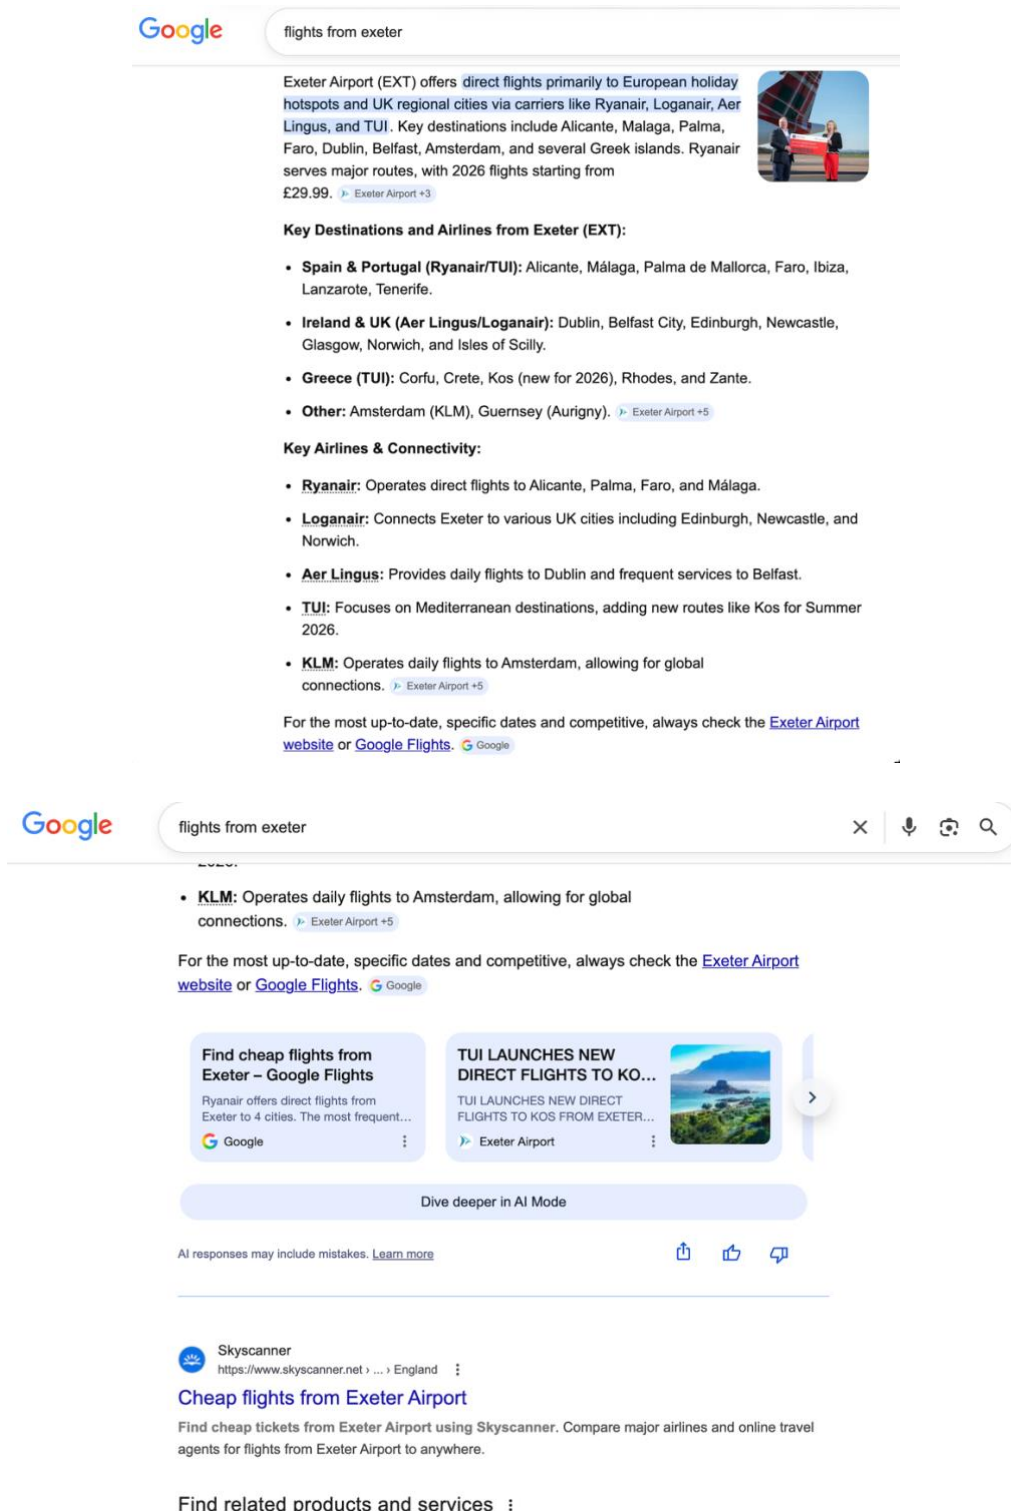 Google
flights from exeter
Exeter Airport (EXT) offers direct flights primarily to European holiday
hotspots and UK regional cities via carriers like Ryanair, Loganair, Aer
Lingus, and TUI. Key destinations include Alicante, Malaga, Palma,
Faro, Dublin, Belfast, Amsterdam, and several Greek islands. Ryanair
serves major routes, with 2026 flights starting from
£29.99. Exeter Airport +3
Key Destinations and Airlines from Exeter (EXT):
• Spain & Portugal (Ryanair/TUI): Alicante, Málaga, Palma de Mallorca, Faro, Ibiza,
Lanzarote, Tenerife.
• Ireland & UK (Aer Lingus/Loganair): Dublin, Belfast City, Edinburgh, Newcastle,
Glasgow, Norwich, and Isles of Scilly.
• Greece (TUI): Corfu, Crete, Kos (new for 2026), Rhodes, and Zante.
• Other: Amsterdam (KLM), Guernsey (Aurigny). Exeter Airport +5
Key Airlines & Connectivity:
• Ryanair: Operates direct flights to Alicante, Palma, Faro, and Málaga.
• Loganair: Connects Exeter to various UK cities including Edinburgh, Newcastle, and
Norwich.
• Aer Lingus: Provides daily flights to Dublin and frequent services to Belfast.
• TUI: Focuses on Mediterranean destinations, adding new routes like Kos for Summer
2026.
• KLM: Operates daily flights to Amsterdam, allowing for global
connections. Exeter Airport +5
For the most up-to-date, specific dates and competitive, always check the Exeter Airport
website or Google Flights. Google
Google
flights from exeter
2026.
• KLM: Operates daily flights to Amsterdam, allowing for global
connections. Exeter Airport +5
For the most up-to-date, specific dates and competitive, always check the Exeter Airport
website or Google Flights. Google
Find cheap flights from
Exeter – Google Flights
Ryanair offers direct flights from
Exeter to 4 cities. The most frequent...
Google
TUI LAUNCHES NEW
DIRECT FLIGHTS TO KO...
TUI LAUNCHES NEW DIRECT
FLIGHTS TO KOS FROM EXETER...
Exeter Airport
Dive deeper in AI Mode
AI responses may include mistakes. Learn more
Skyscanner
https://www.skyscanner.net › ... › England
Cheap flights from Exeter Airport
Find cheap tickets from Exeter Airport using Skyscanner. Compare major airlines and online travel
agents for flights from Exeter Airport to anywhere.
Find related products and services